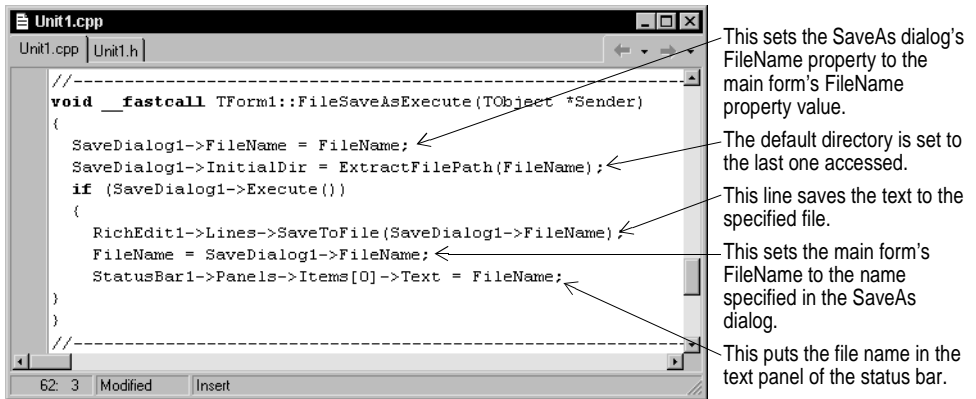 Unit1.cpp
Unit1.cpp Unit1.h
//------------------------------------------------------------------
void __fastcall TForm1::FileSaveAsExecute(TObject *Sender)
{
SaveDialog1->FileName = FileName;
SaveDialog1->InitialDir = ExtractFilePath(FileName);
if (SaveDialog1->Execute())
{
RichEdit1->Lines->SaveToFile(SaveDialog1->FileName);
FileName = SaveDialog1->FileName;
StatusBar1->Panels->Items[0]->Text = FileName;
}
}
//------------------------------------------------------------------
62: 3 Modified Insert
This sets the SaveAs dialog’s
FileName property to the
main form’s FileName
property value.
The default directory is set to
the last one accessed.
This line saves the text to the
specified file.
This sets the main form’s
FileName to the name
specified in the SaveAs
dialog.
This puts the file name in the
text panel of the status bar.